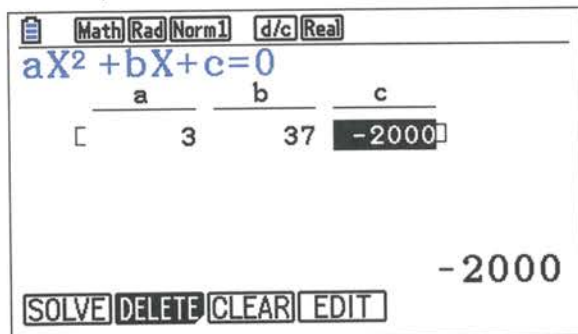 Math Rad Norm1 d/c Real
aX² +bX+c=0
a b c
[ 3 37 -2000]
-2000
SOLVE DELETE CLEAR EDIT